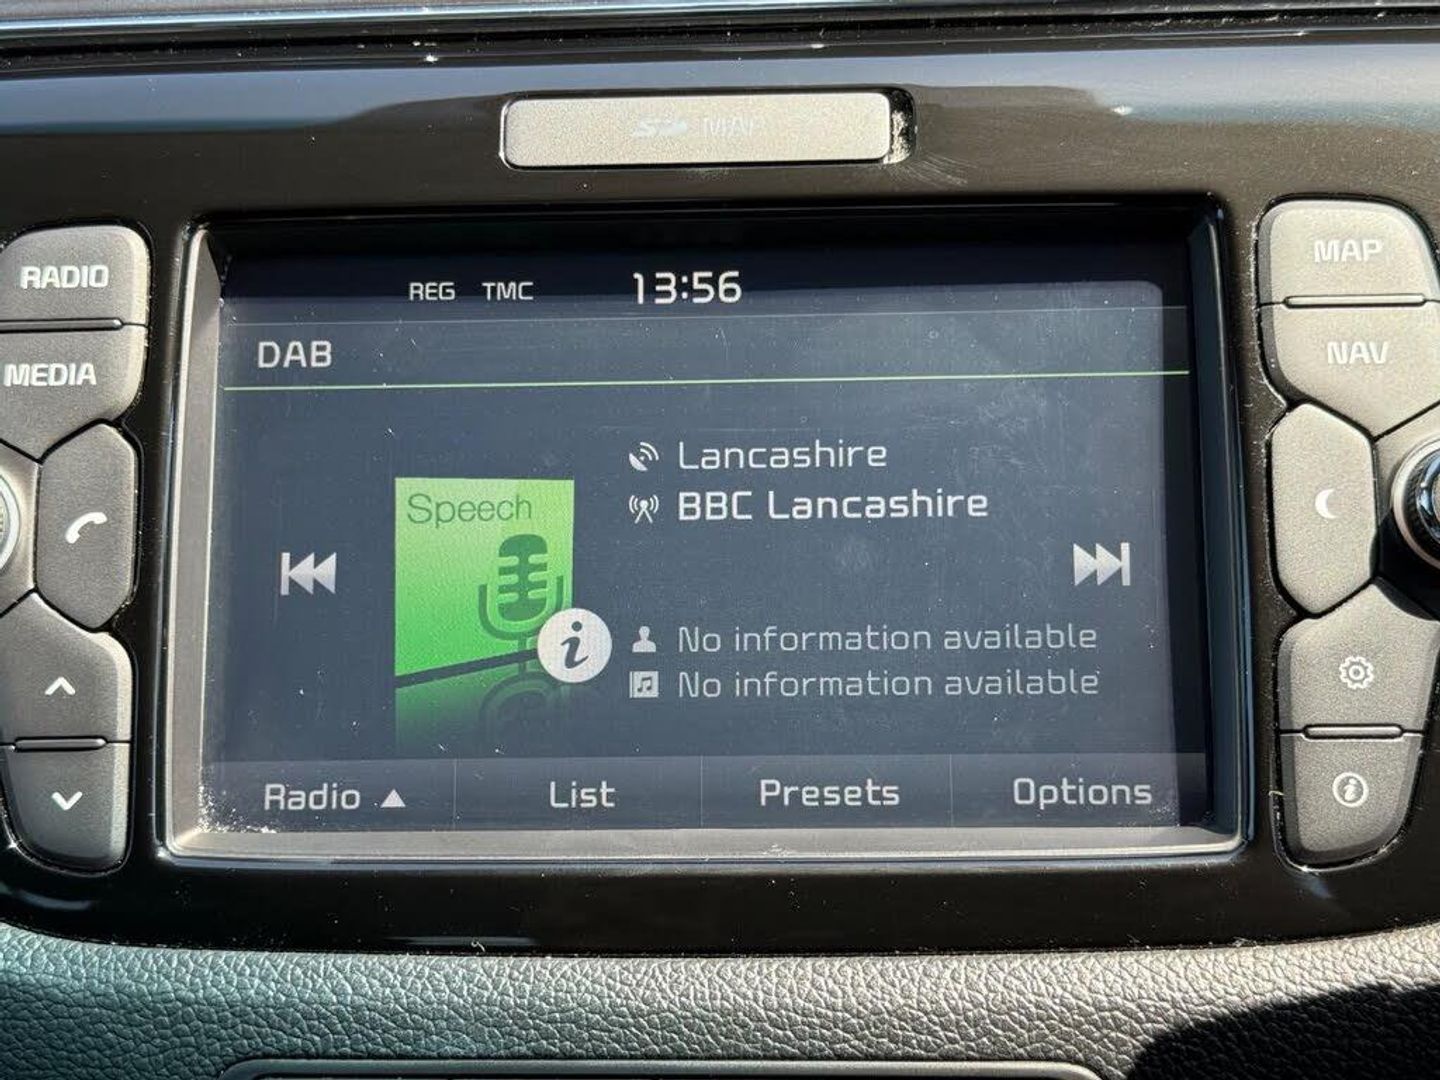 SD MAP
RADIO
MEDIA
MAP
NAV
REG TMC 13:56
DAB
Speech
Lancashire
BBC Lancashire
No information available
No information available
Radio ▲ List Presets Options